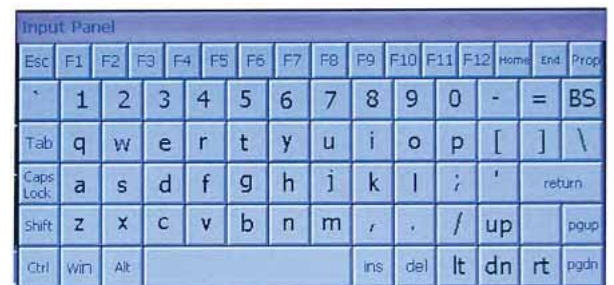 Input Panel
Esc F1 F2 F3 F4 F5 F6 F7 F8 F9 F10 F11 F12 Home End Prop
` 1 2 3 4 5 6 7 8 9 0 - = BS
Tab q w e r t y u i o p [ ] \
Caps Lock a s d f g h j k l ; ' return
Shift z x c v b n m , . / up pgup
Ctrl Win Alt ins del lt dn rt pgdn